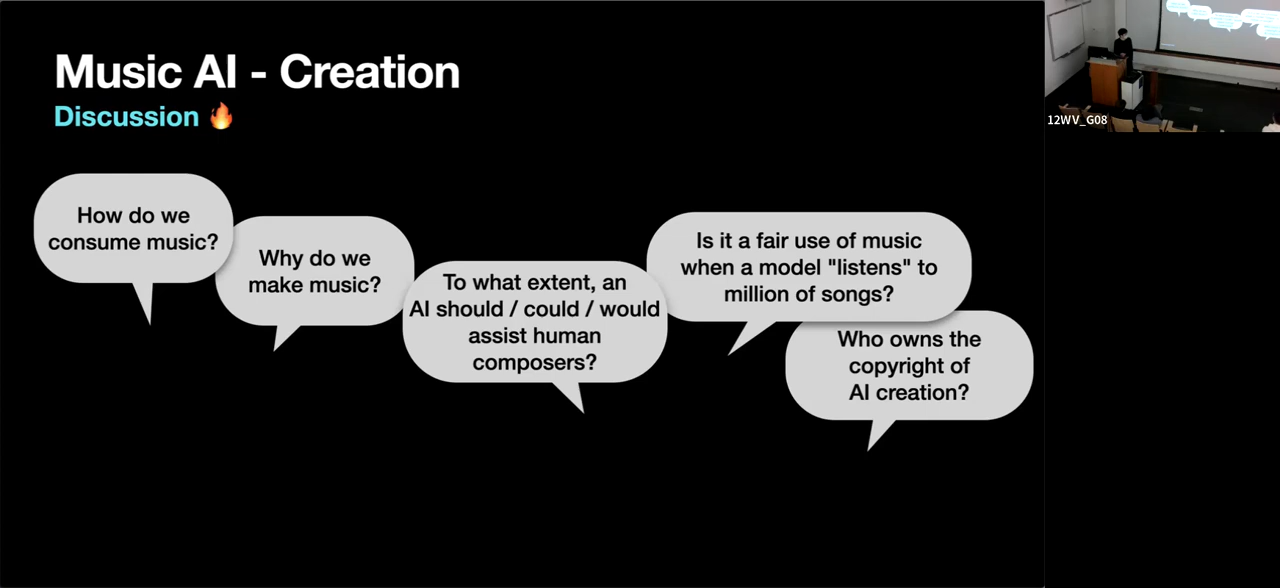 Music AI - Creation
Discussion 🔥
How do we
consume music?
Why do we
make music?
To what extent, an
AI should / could / would
assist human
composers?
Is it a fair use of music
when a model "listens" to
million of songs?
Who owns the
copyright of
AI creation?
12WV_G08